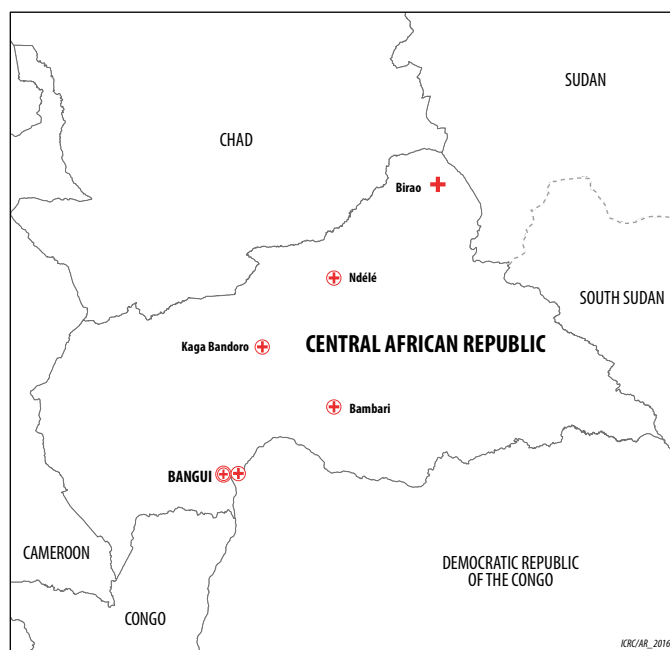 SUDAN
CHAD
Birao
Ndélé
SOUTH SUDAN
Kaga Bandoro
CENTRAL AFRICAN REPUBLIC
Bambari
BANGUI
CAMEROON
DEMOCRATIC REPUBLIC
OF THE CONGO
CONGO
ICRC/AR_2016